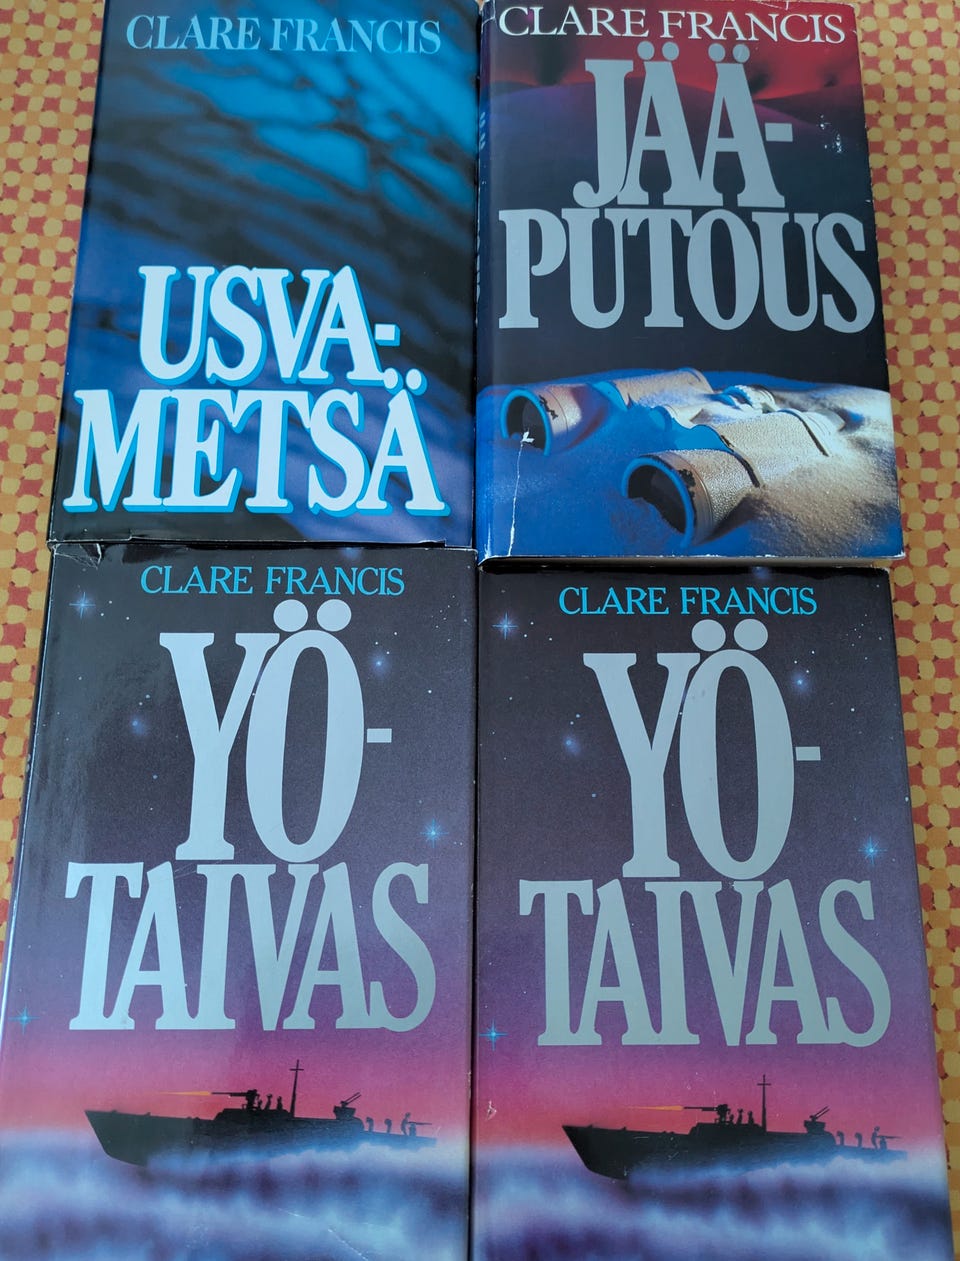 CLARE FRANCIS
USVA-
METSÄ
CLARE FRANCIS
JÄÄ-
PUTOUS
CLARE FRANCIS
YÖ-
TAIVAS
CLARE FRANCIS
YÖ-
TAIVAS